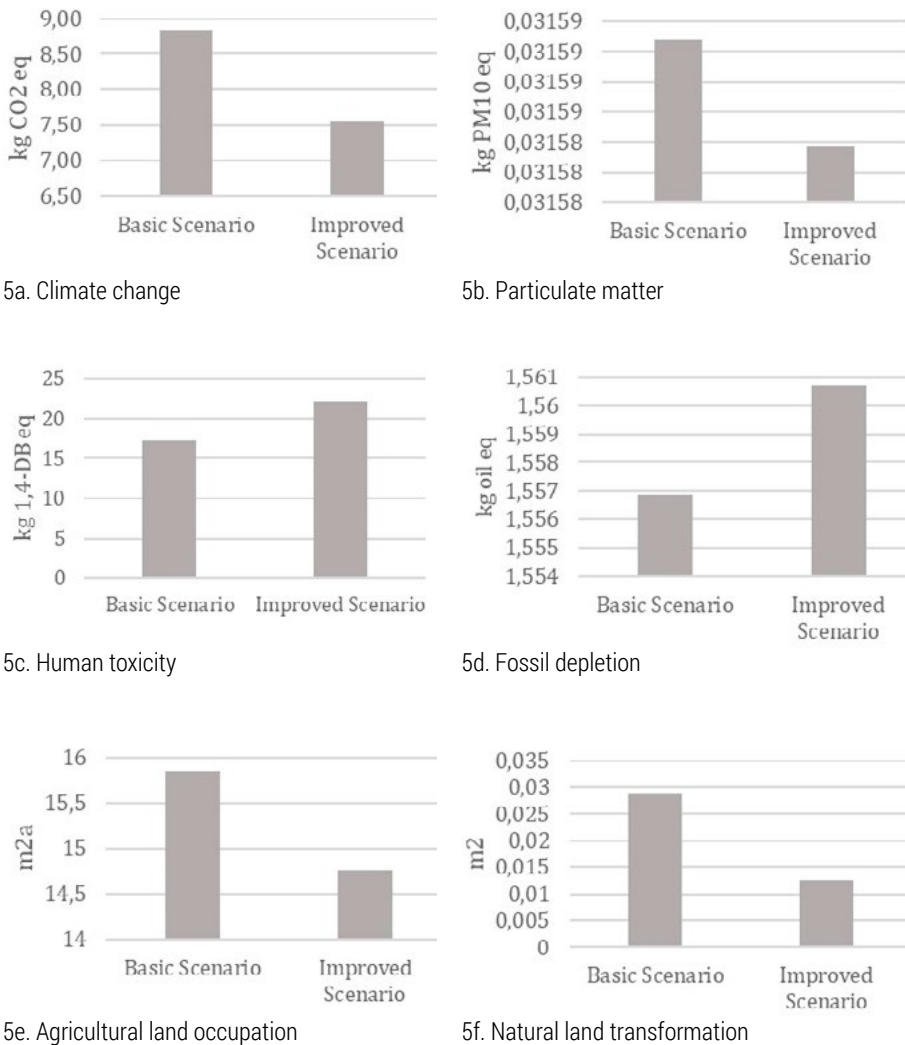 9,00
8,50
8,00
7,50
7,00
6,50
kg CO2 eq
Basic Scenario
Improved
Scenario
5a. Climate change
0,03159
0,03159
0,03159
0,03159
0,03158
0,03158
0,03158
kg PM10 eq
Basic Scenario
Improved
Scenario
5b. Particulate matter
25
20
15
10
5
0
kg 1,4-DB eq
Basic Scenario
Improved Scenario
5c. Human toxicity
1,561
1,56
1,559
1,558
1,557
1,556
1,555
1,554
kg oil eq
Basic Scenario
Improved
Scenario
5d. Fossil depletion
16
15,5
15
14,5
14
m2a
Basic Scenario
Improved
Scenario
5e. Agricultural land occupation
0,035
0,03
0,025
0,02
0,015
0,01
0,005
0
m2
Basic Scenario
Improved
Scenario
5f. Natural land transformation